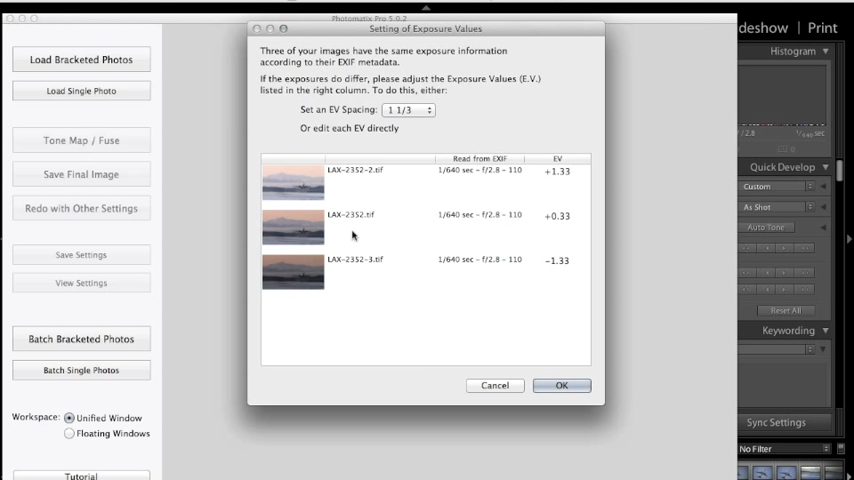 Photomatix Pro 5.0.2
Setting of Exposure Values
deshow | Print
Load Bracketed Photos
Load Single Photo
Tone Map / Fuse
Save Final Image
Redo with Other Settings
Save Settings
View Settings
Batch Bracketed Photos
Batch Single Photos
Workspace: Unified Window
Floating Windows
Tutorial
Three of your images have the same exposure information
according to their EXIF metadata.
If the exposures do differ, please adjust the Exposure Values (E.V.)
listed in the right column. To do this, either:
Set an EV Spacing: 1 1/3
Or edit each EV directly
Read from EXIF EV
LAX-2352-2.tif 1/640 sec - f/2.8 - 110 +1.33
LAX-2352.tif 1/640 sec - f/2.8 - 110 +0.33
LAX-2352-3.tif 1/640 sec - f/2.8 - 110 -1.33
Cancel OK
Histogram
Quick Develop
Custom
As Shot
Auto Tone
Reset All
Keywording
Sync Settings
No Filter